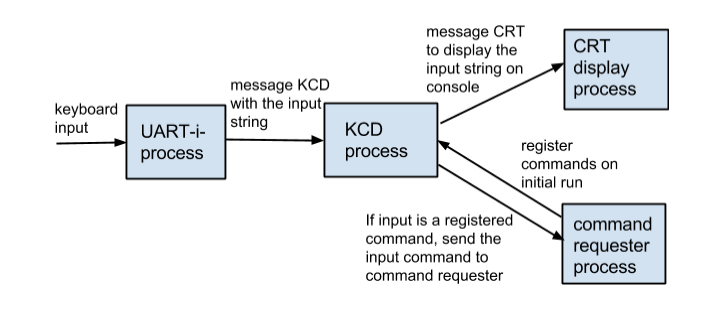 keyboard
input
UART-i-
process
message KCD
with the input
string
KCD
process
message CRT
to display the
input string on
console
CRT
display
process
register
commands on
initial run
If input is a registered
command, send the
input command to
command requester
command
requester
process